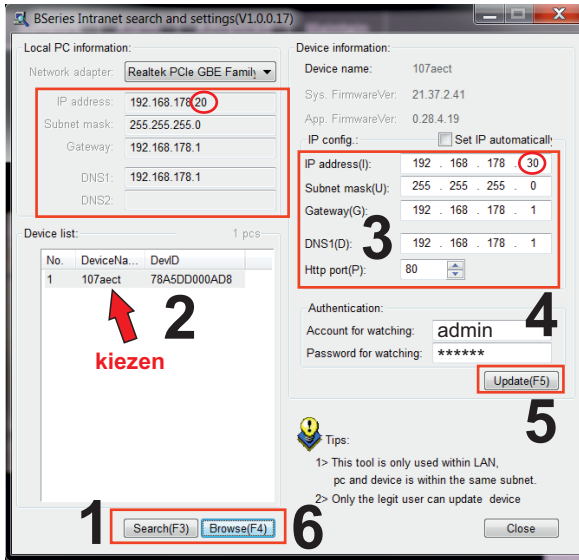 BSeries Intranet search and settings(V1.0.0.17)
Local PC information:
Network adapter: Realtek PCIe GBE Family
IP address: 192.168.178.20
Subnet mask: 255.255.255.0
Gateway: 192.168.178.1
DNS1: 192.168.178.1
DNS2:
Device list: 1 pcs
No. DeviceNa... DevID
1 107aect 78A5DD000AD8
2
kiezen
1
Search(F3) Browse(F4)
6
Device information:
Device name: 107aect
Sys. FirmwareVer: 21.37.2.41
App. FirmwareVer: 0.28.4.19
IP config.: Set IP automatically
IP address(I): 192 . 168 . 178 . 30
Subnet mask(U): 255 . 255 . 255 . 0
Gateway(G): 192 . 168 . 178 . 1
3
DNS1(D): 192 . 168 . 178 . 1
Http port(P): 80
Authentication:
Account for watching: admin
4
Password for watching: ******
Update(F5)
5
Tips:
1> This tool is only used within LAN,
pc and device is within the same subnet.
2> Only the legit user can update device
Close